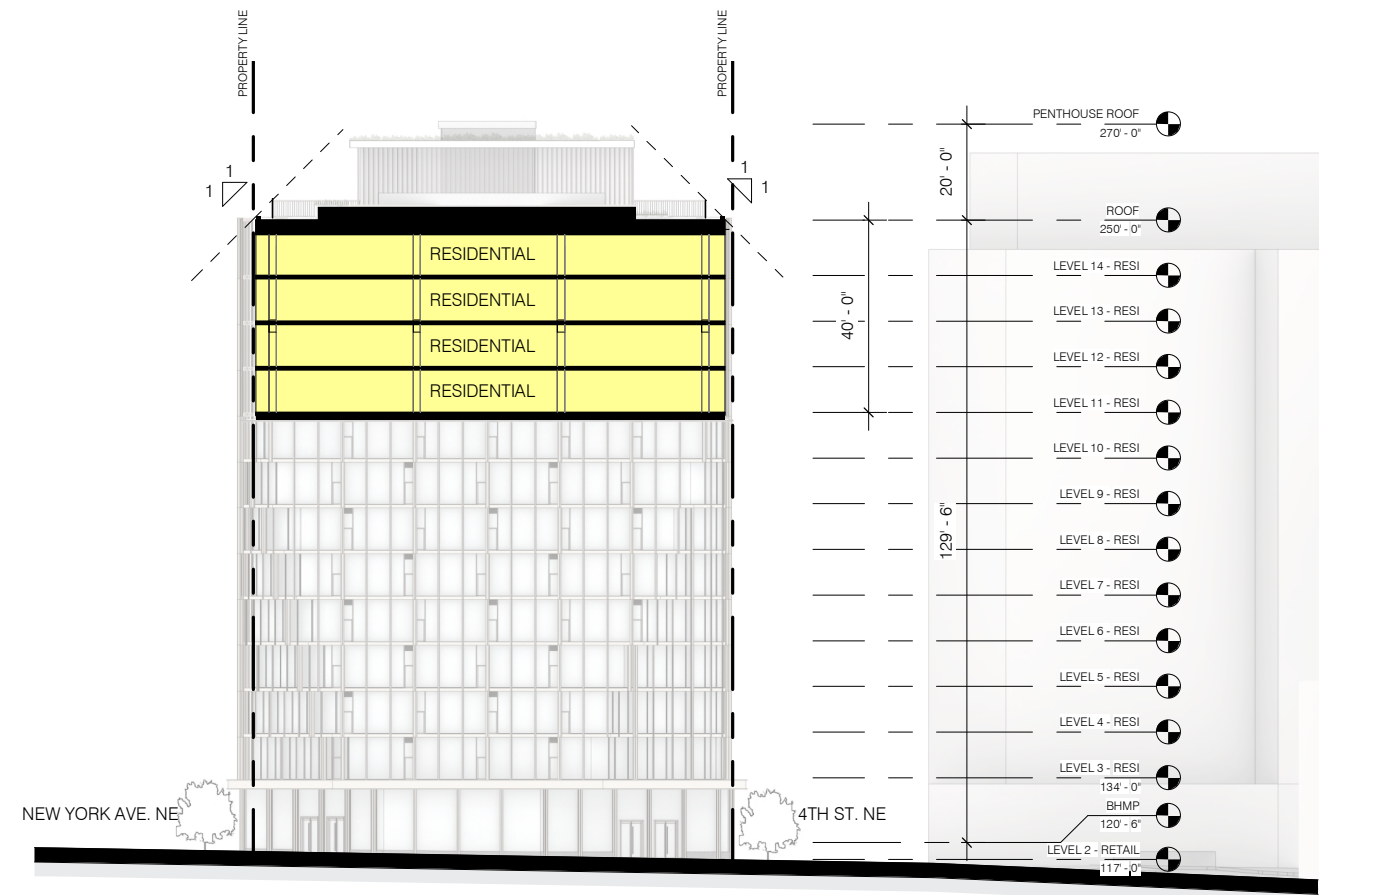 PROPERTY LINE
PROPERTY LINE
PENTHOUSE ROOF
270' - 0"
1
1
1
1
20' - 0"
ROOF
250' - 0"
RESIDENTIAL
LEVEL 14 - RESI
RESIDENTIAL
40' - 0"
LEVEL 13 - RESI
RESIDENTIAL
LEVEL 12 - RESI
RESIDENTIAL
LEVEL 11 - RESI
LEVEL 10 - RESI
LEVEL 9 - RESI
129' - 6"
LEVEL 8 - RESI
LEVEL 7 - RESI
LEVEL 6 - RESI
LEVEL 5 - RESI
LEVEL 4 - RESI
LEVEL 3 - RESI
134' - 0"
NEW YORK AVE. NE
4TH ST. NE
BHMP
120' - 6"
LEVEL 2 - RETAIL
117' - 0"